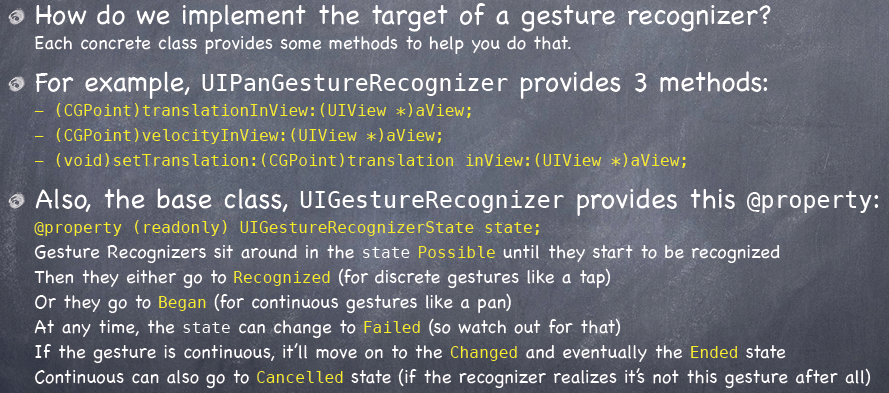 How do we implement the target of a gesture recognizer?
Each concrete class provides some methods to help you do that.
For example, UIPanGestureRecognizer provides 3 methods:
– (CGPoint)translationInView:(UIView *)aView;
– (CGPoint)velocityInView:(UIView *)aView;
– (void)setTranslation:(CGPoint)translation inView:(UIView *)aView;
Also, the base class, UIGestureRecognizer provides this @property:
@property (readonly) UIGestureRecognizerState state;
Gesture Recognizers sit around in the state Possible until they start to be recognized
Then they either go to Recognized (for discrete gestures like a tap)
Or they go to Began (for continuous gestures like a pan)
At any time, the state can change to Failed (so watch out for that)
If the gesture is continuous, it'll move on to the Changed and eventually the Ended state
Continuous can also go to Cancelled state (if the recognizer realizes it's not this gesture after all)